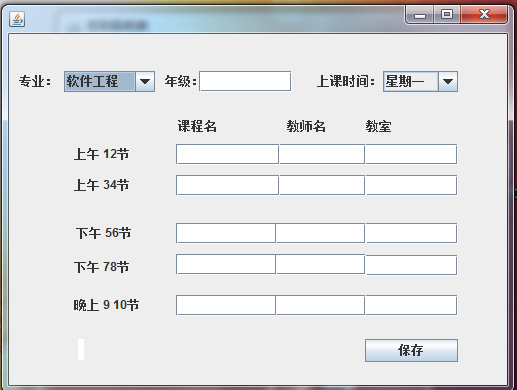 专业： 软件工程 年级: 上课时间： 星期一
课程名 教师名 教室
上午 12节
上午 34节
下午 56节
下午 78节
晚上 9 10节
保存